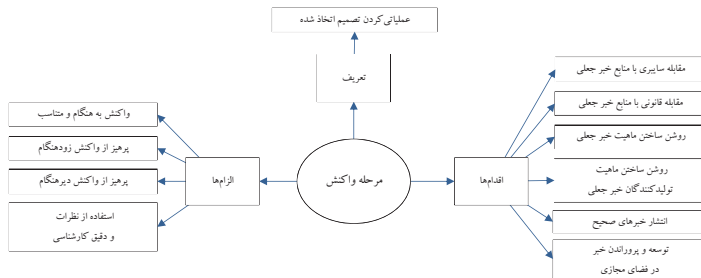 عملیاتی کردن تصمیم اتخاذ شده
تعریف
مرحله واکنش
اقدام‌ها
مقابله سایبری با منابع خبر جعلی
مقابله قانونی با منابع خبر جعلی
روشن ساختن ماهیت خبر جعلی
روشن ساختن ماهیت
تولیدکنندگان خبر جعلی
انتشار خبرهای صحیح
توسعه و پروراندن خبر
در فضای مجازی
الزام‌ها
واکنش به هنگام و متناسب
پرهیز از واکنش زودهنگام
پرهیز از واکنش دیرهنگام
استفاده از نظرات
و دقیق کارشناسی